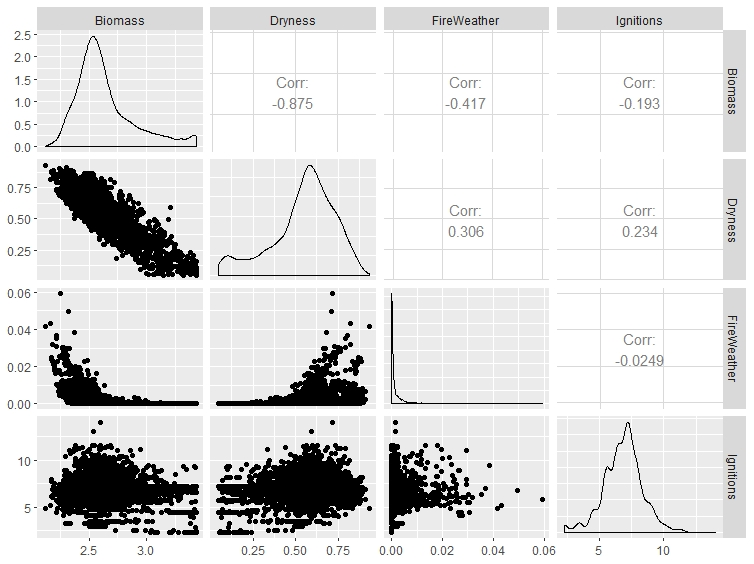 Biomass Dryness FireWeather Ignitions
2.5
2.0
1.5
1.0
0.5
0.0
Corr:
-0.875
Corr:
-0.417
Corr:
-0.193
Biomass
0.75
0.50
0.25
Corr:
0.306
Corr:
0.234
Dryness
0.06
0.04
0.02
0.00
Corr:
-0.0249
FireWeather
10
5
Ignitions
2.5 3.0 0.25 0.50 0.75 0.00 0.02 0.04 0.06 5 10